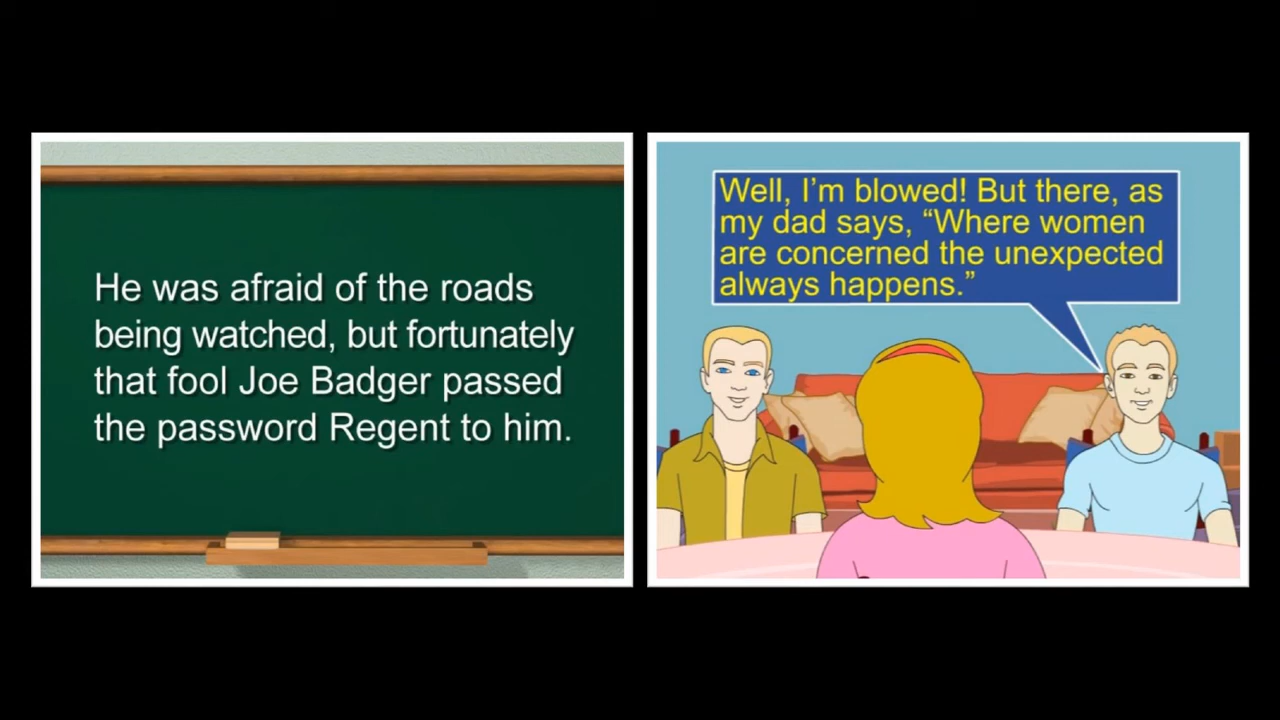 He was afraid of the roads
being watched, but fortunately
that fool Joe Badger passed
the password Regent to him.
Well, I’m blowed! But there, as
my dad says, “Where women
are concerned the unexpected
always happens.”